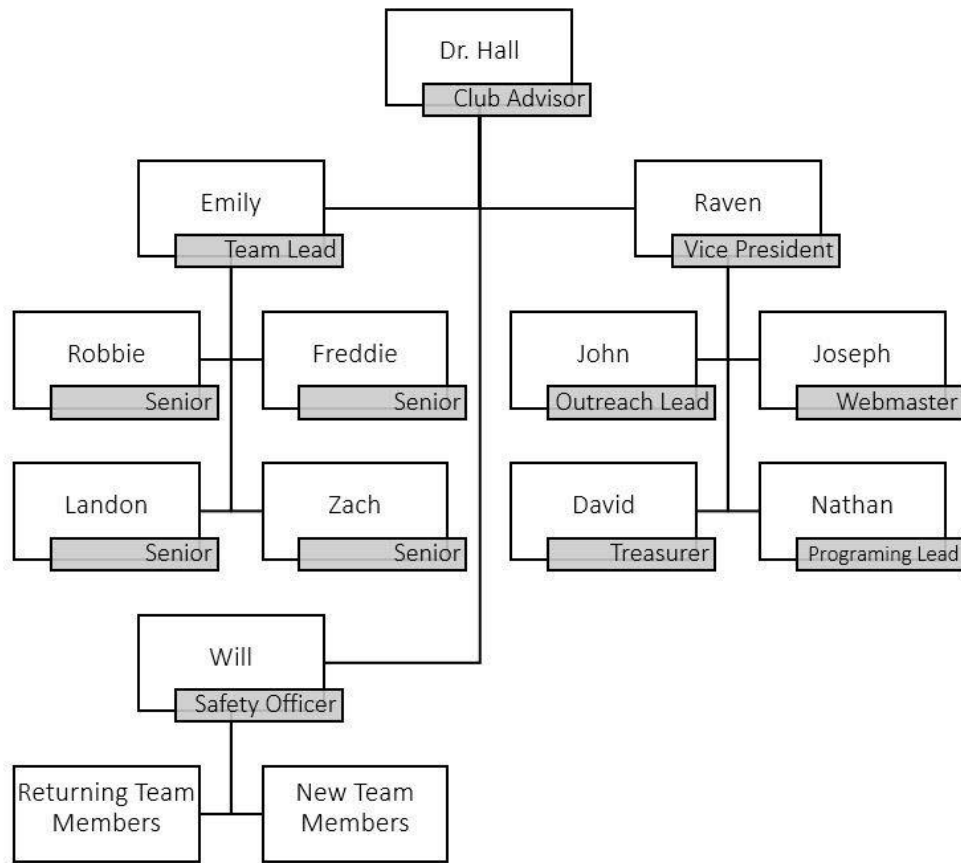 Dr. Hall
Club Advisor
Emily
Team Lead
Raven
Vice President
Robbie
Senior
Freddie
Senior
John
Outreach Lead
Joseph
Webmaster
Landon
Senior
Zach
Senior
David
Treasurer
Nathan
Programing Lead
Will
Safety Officer
Returning Team
Members
New Team
Members